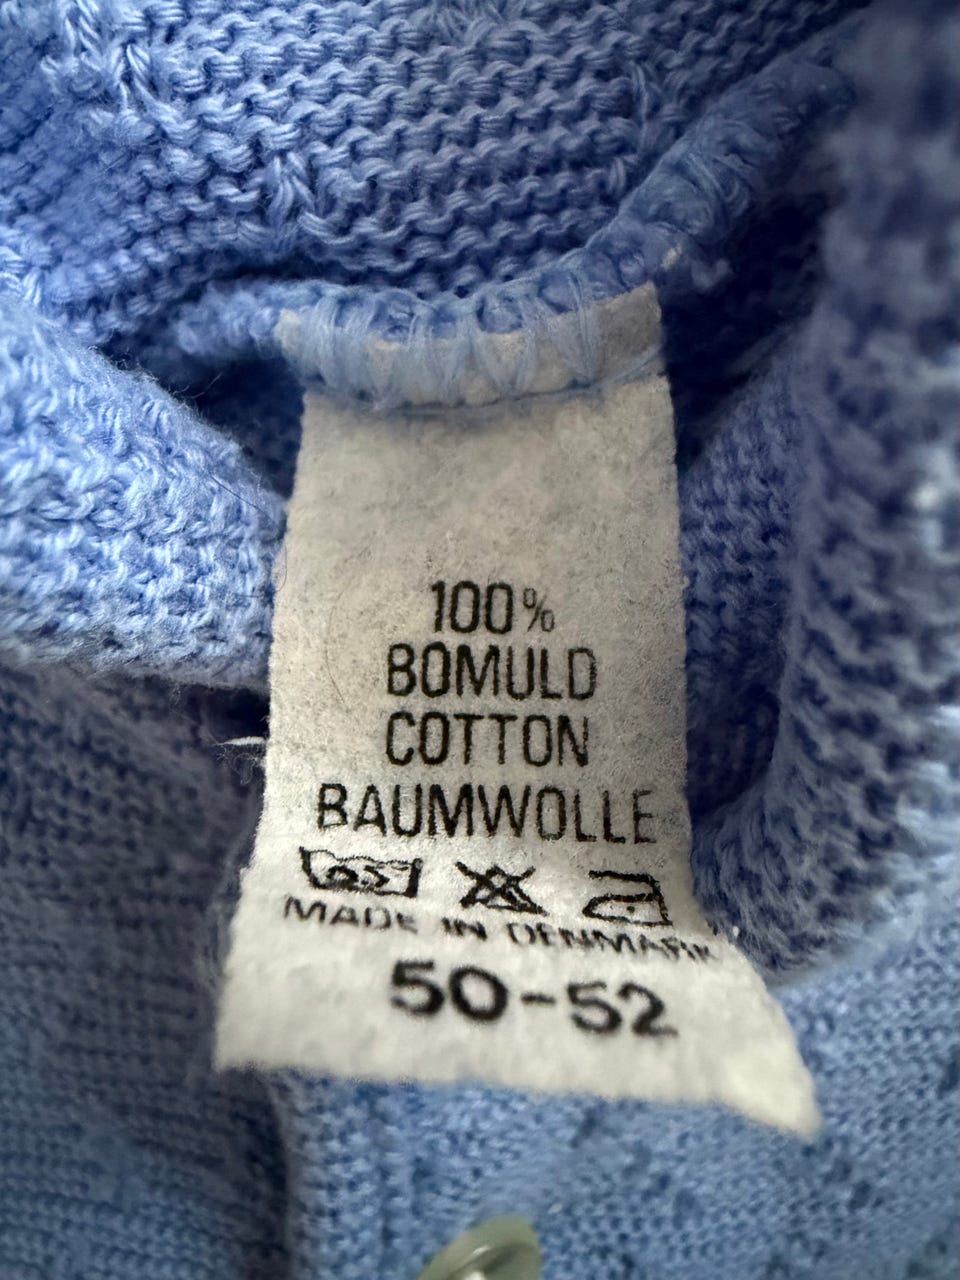 100%
BOMULD
COTTON
BAUMWOLLE
MADE IN DENMARK
50-52